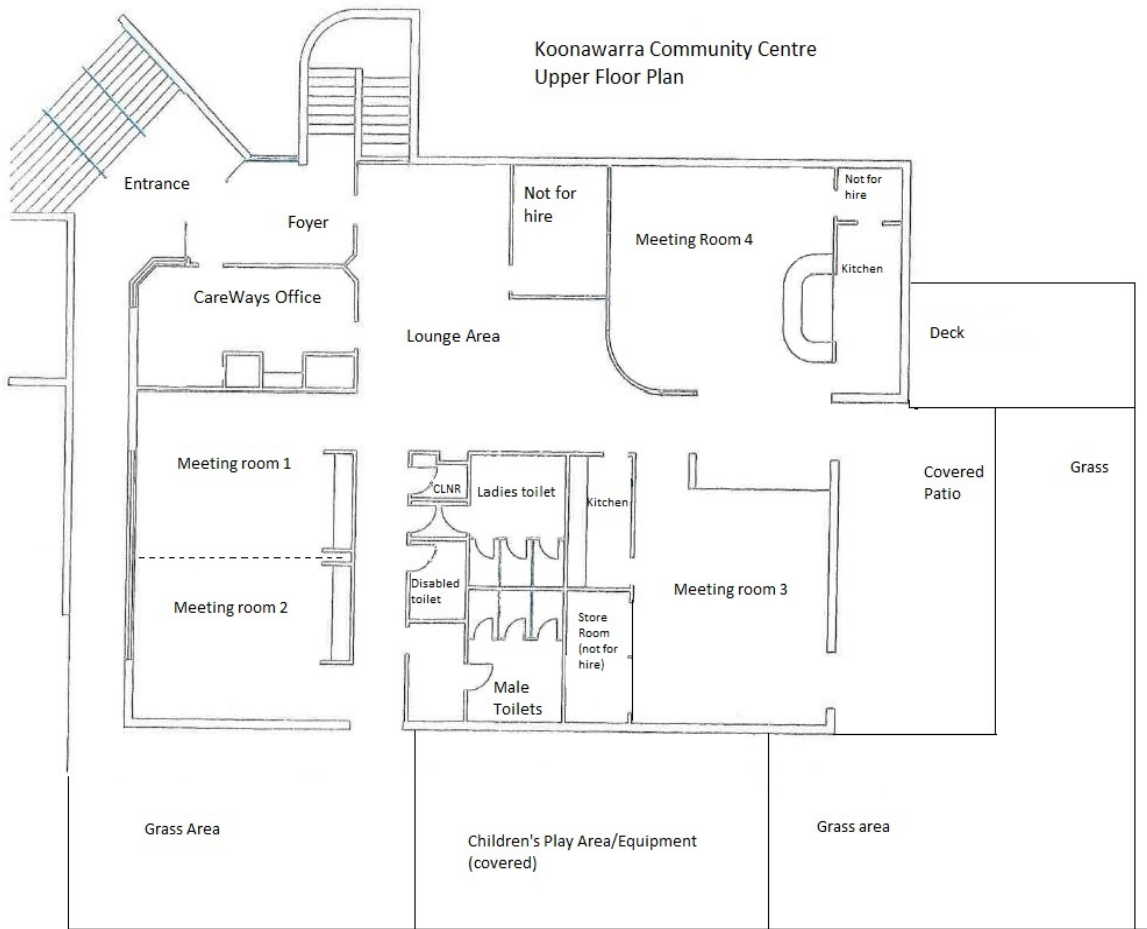 Koonawarra Community Centre
Upper Floor Plan
Entrance
Foyer
Not for
hire
Not for
hire
Meeting Room 4
Kitchen
CareWays Office
Lounge Area
Deck
Meeting room 1
CLNR
Ladies toilet
Kitchen
Covered
Patio
Grass
Disabled
toilet
Meeting room 2
Store
Room
(not for
hire)
Meeting room 3
Male
Toilets
Grass Area
Children's Play Area/Equipment
(covered)
Grass area